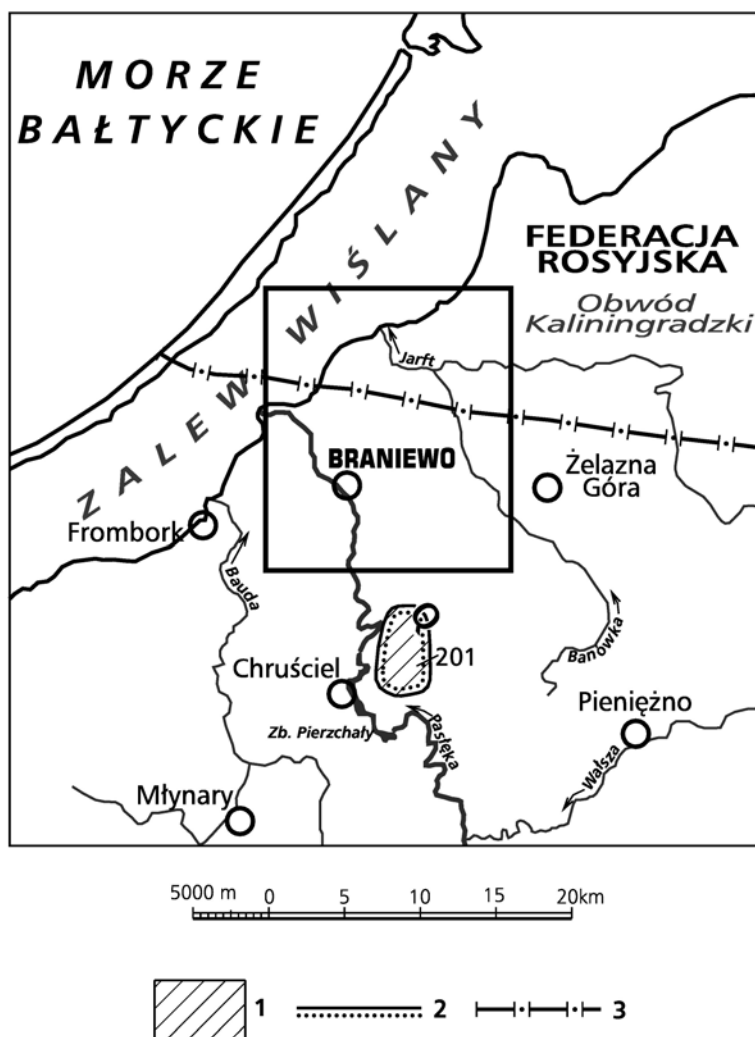 MORZE
BAŁTYCKIE
ZALEW WIŚLANY
FEDERACJA
ROSYJSKA
Obwód
Kaliningradzki
Jarft
BRANIEWO
Żelazna
Góra
Frombork
Bauda
201
Banówka
Chruściel
Pieniężno
Zb. Pierzchały
Pasłęka
Wałsza
Młynary
5000 m 0 5 10 15 20km
1 2 3